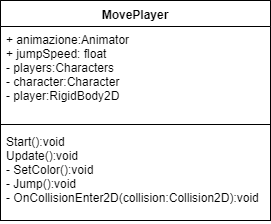 MovePlayer
+ animazione:Animator
+ jumpSpeed: float
- players:Characters
- character:Character
- player:RigidBody2D
Start():void
Update():void
- SetColor():void
- Jump():void
- OnCollisionEnter2D(collision:Collision2D):void